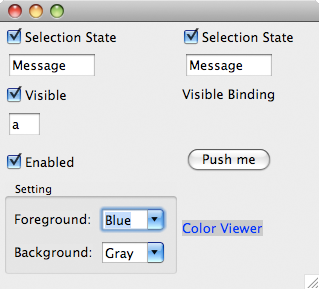 Selection State Selection State
Message Message
Visible Visible Binding
a
Enabled Push me
Setting
Foreground: Blue
Color Viewer
Background: Gray